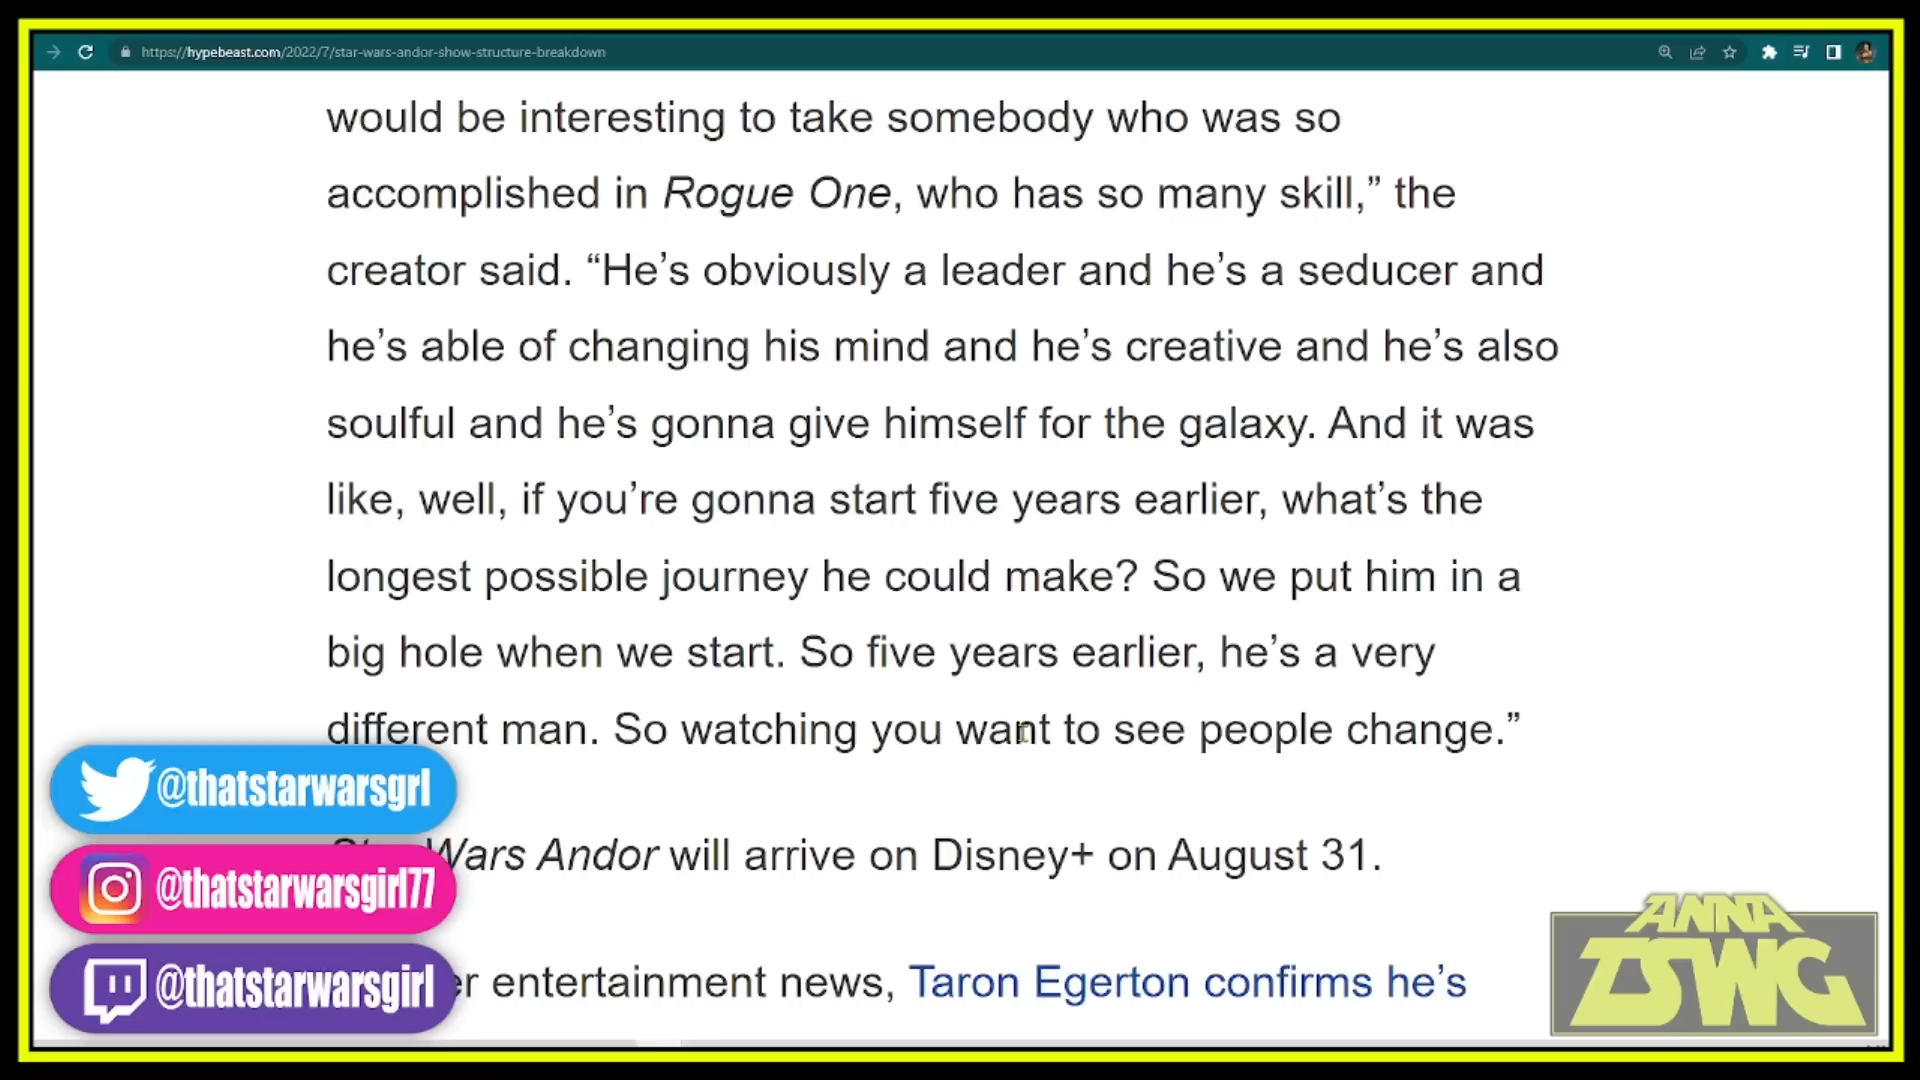 https://hypebeast.com/2022/7/star-wars-andor-show-structure-breakdown
would be interesting to take somebody who was so
accomplished in Rogue One, who has so many skill,” the
creator said. “He’s obviously a leader and he’s a seducer and
he’s able of changing his mind and he’s creative and he’s also
soulful and he’s gonna give himself for the galaxy. And it was
like, well, if you’re gonna start five years earlier, what’s the
longest possible journey he could make? So we put him in a
big hole when we start. So five years earlier, he’s a very
different man. So watching you want to see people change.”
@thatstarwarsgrl
Wars Andor will arrive on Disney+ on August 31.
@thatstarwarsgirl77
entertainment news, Taron Egerton confirms he’s
@thatstarwarsgirl
ANNA
TSWG